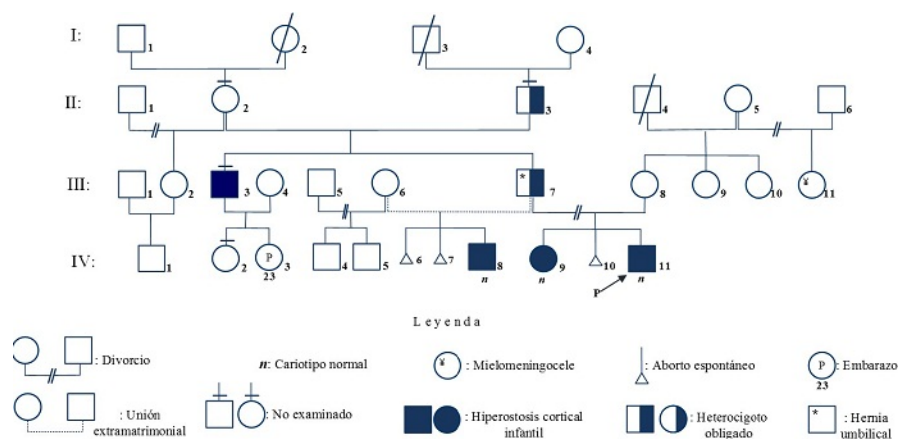 I:
1 2 3 4
II:
1 2 3 4 5 6
III:
1 2 3 4 5 6 * 7 8 9 10 ¥ 11
IV:
1 2 P 3 4 5 6 7 8 9 10 11
23 n n n
P
Leyenda
: Divorcio
n: Cariotipo normal
¥ : Mielomeningocele
: Aborto espontáneo
P : Embarazo
23
: Unión
extramatrimonial
: No examinado
: Hiperostosis cortical
infantil
: Heterocigoto
obligado
* : Hernia
umbilical